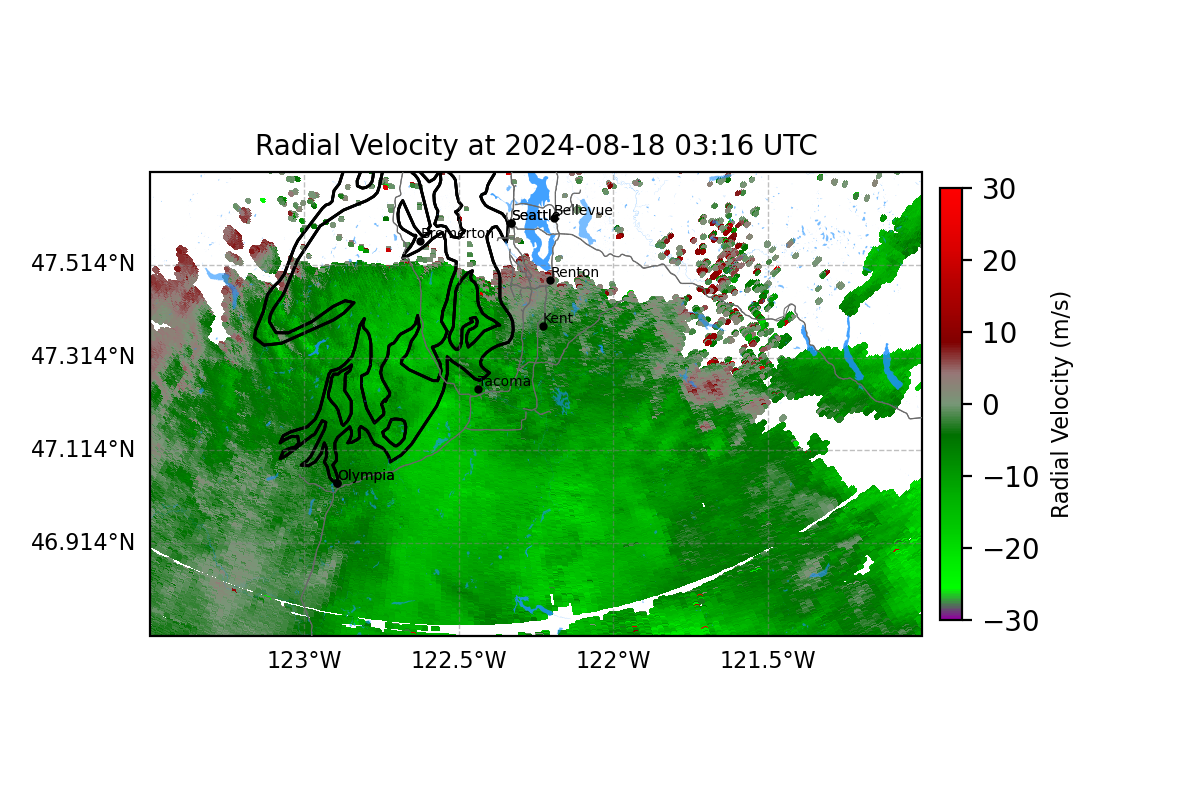 Radial Velocity at 2024-08-18 03:16 UTC
Seattle
Bellevue
Bremerton
Renton
Kent
Tacoma
Olympia
47.514°N
47.314°N
47.114°N
46.914°N
123°W
122.5°W
122°W
121.5°W
30
20
10
0
−10
−20
−30
Radial Velocity (m/s)